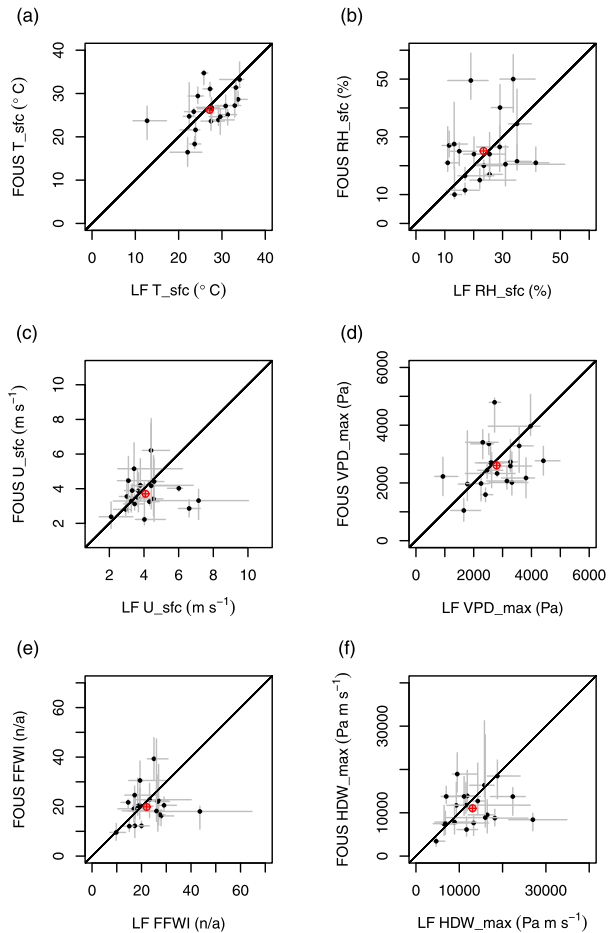 (a)
FOUS T_sfc (° C)
40
30
20
10
0
0 10 20 30 40
LF T_sfc (° C)
(b)
FOUS RH_sfc (%)
50
30
10
0
0 20 40 60
LF RH_sfc (%)
(c)
FOUS U_sfc (m s⁻¹)
10
8
6
4
2
2 4 6 8 10
LF U_sfc (m s⁻¹)
(d)
FOUS VPD_max (Pa)
6000
4000
2000
0
0 2000 4000 6000
LF VPD_max (Pa)
(e)
FOUS FFWI (n/a)
60
40
20
0
0 20 40 60
LF FFWI (n/a)
(f)
FOUS HDW_max (Pa m s⁻¹)
30000
10000
0
0 10000 30000
LF HDW_max (Pa m s⁻¹)